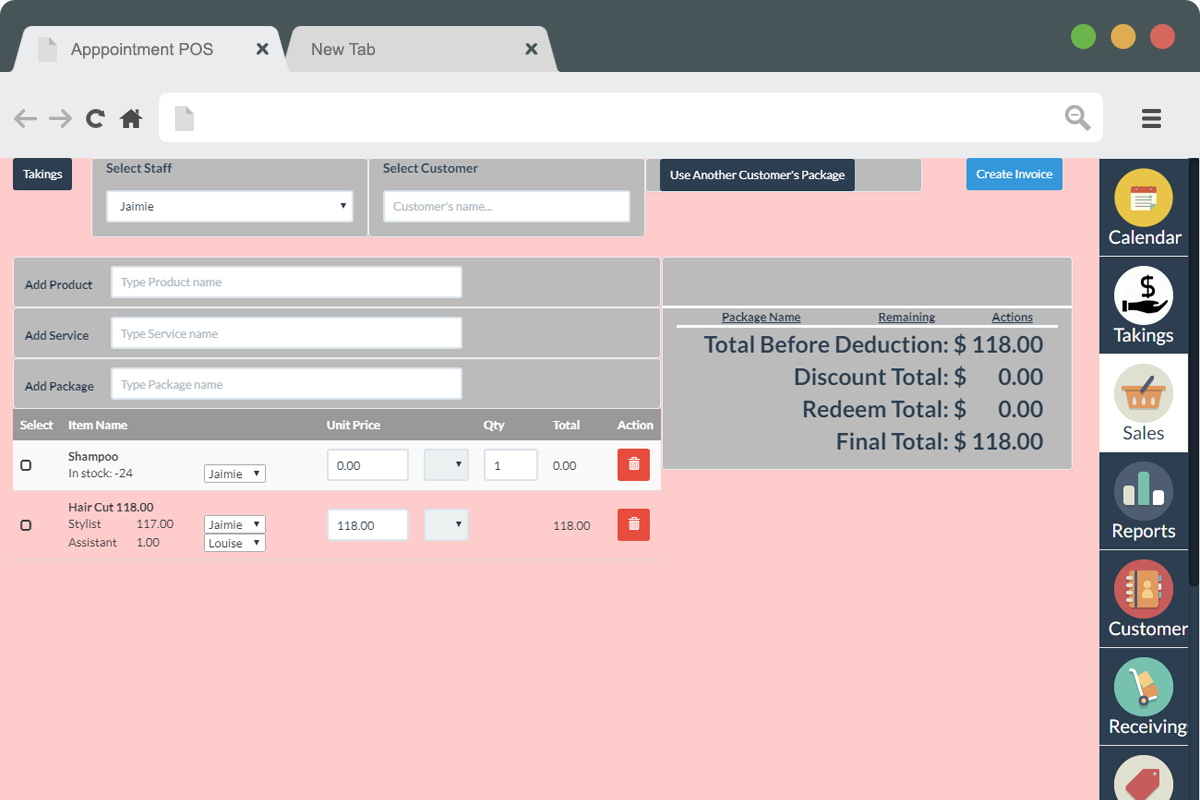 Apppointment POS
New Tab
Takings
Select Staff
Select Customer
Use Another Customer's Package
Create Invoice
Jaimie
Customer's name...
Calendar
Add Product
Type Product name
Add Service
Type Service name
Add Package
Type Package name
Package Name Remaining Actions
Total Before Deduction: $ 118.00
Discount Total: $ 0.00
Redeem Total: $ 0.00
Final Total: $ 118.00
Takings
Select Item Name Unit Price Qty Total Action
Shampoo
In stock: -24 Jaimie 0.00 1 0.00
Hair Cut 118.00
Stylist 117.00 Jaimie 118.00 118.00
Assistant 1.00 Louise
Sales
Reports
Customer
Receiving